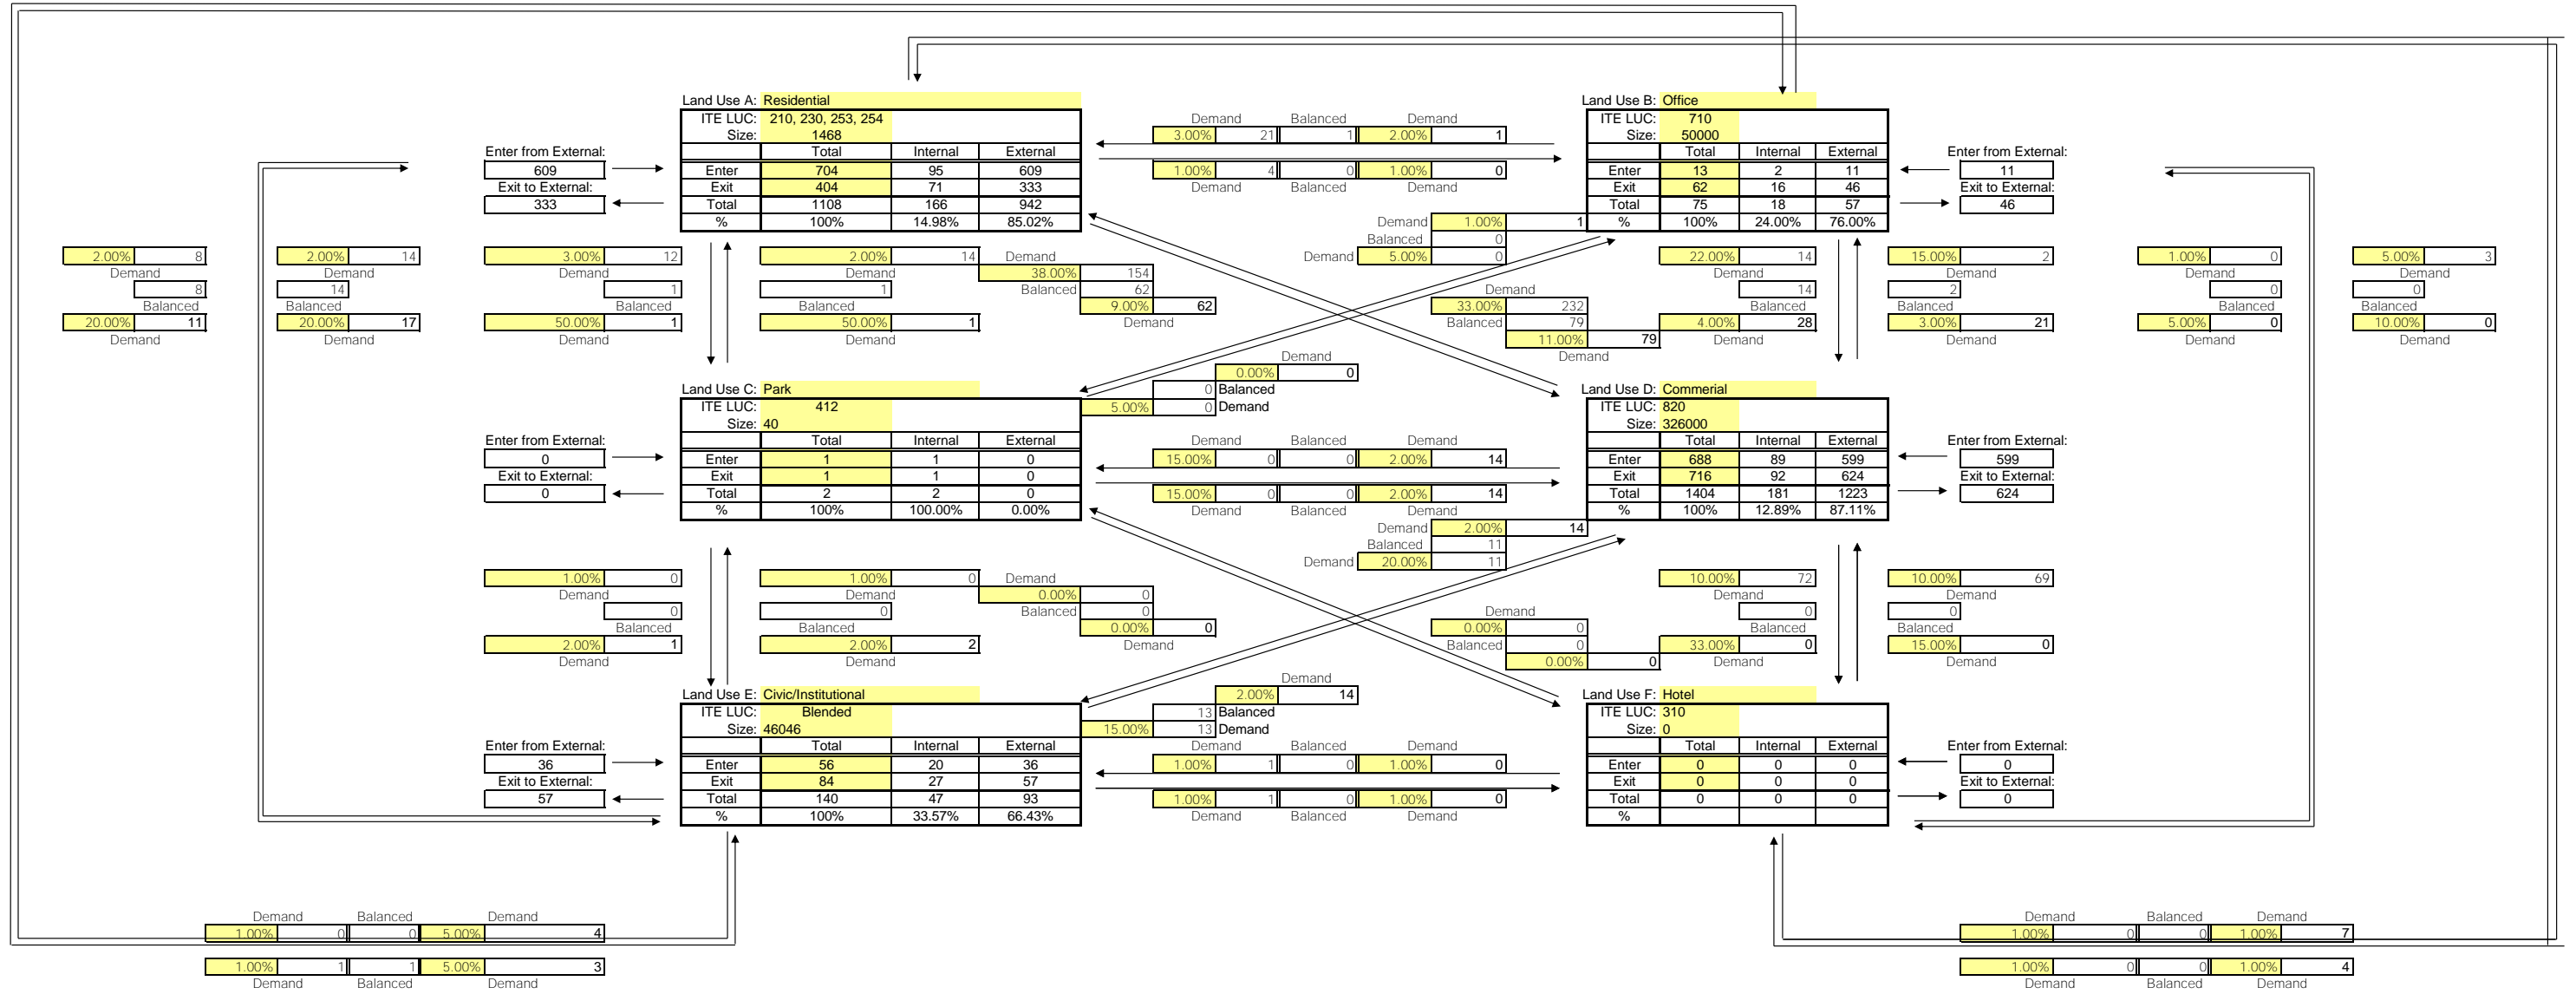 Land Use A: Residential
ITE LUC: 210, 230, 253, 254
Size: 1468
Total Internal External
Enter 704 95 609
Exit 404 71 333
Total 1108 166 942
% 100% 14.98% 85.02%
Enter from External:
609
Exit to External:
333
Demand Balanced Demand
3.00% 21 1 2.00% 1
1.00% 4 0 1.00% 0
Demand Balanced Demand
Land Use B: Office
ITE LUC: 710
Size: 50000
Total Internal External
Enter 13 2 11
Exit 62 16 46
Total 75 18 57
% 100% 24.00% 76.00%
Enter from External:
11
Exit to External:
46
2.00% 8
Demand
8
Balanced
20.00% 11
Demand
2.00% 14
Demand
14
Balanced
20.00% 17
Demand
3.00% 12
Demand
1
Balanced
50.00% 1
Demand
2.00% 14
Demand
1
Balanced
50.00% 1
Demand
Demand
38.00% 154
Balanced 62
9.00% 62
Demand
Demand 1.00% 1
Balanced 0
Demand 5.00% 0
Demand
33.00% 232
Balanced 79
11.00% 79
Demand
22.00% 14
Demand
14
Balanced
4.00% 28
Demand
15.00% 2
Demand
2
Balanced
3.00% 21
Demand
1.00% 0
Demand
0
Balanced
5.00% 0
Demand
5.00% 3
Demand
0
Balanced
10.00% 0
Demand
Demand
0.00% 0
0 Balanced
5.00% 0 Demand
Land Use C: Park
ITE LUC: 412
Size: 40
Total Internal External
Enter 1 1 0
Exit 1 1 0
Total 2 2 0
% 100% 100.00% 0.00%
Enter from External:
0
Exit to External:
0
Demand Balanced Demand
15.00% 0 0 2.00% 14
15.00% 0 0 2.00% 14
Demand Balanced Demand
Land Use D: Commerial
ITE LUC: 820
Size: 326000
Total Internal External
Enter 688 89 599
Exit 716 92 624
Total 1404 181 1223
% 100% 12.89% 87.11%
Enter from External:
599
Exit to External:
624
Demand 2.00% 14
Balanced 11
Demand 20.00% 11
1.00% 0
Demand
0
Balanced
2.00% 1
Demand
1.00% 0
Demand
0
Balanced
2.00% 2
Demand
Demand
0.00% 0
Balanced 0
0.00% 0
Demand
Demand
0.00% 0
Balanced 0
0.00% 0
10.00% 72
Demand
0
Balanced
33.00% 0
Demand
10.00% 69
Demand
0
Balanced
15.00% 0
Demand
Demand
2.00% 14
13 Balanced
15.00% 13 Demand
Land Use E: Civic/Institutional
ITE LUC: Blended
Size: 46046
Total Internal External
Enter 56 20 36
Exit 84 27 57
Total 140 47 93
% 100% 33.57% 66.43%
Enter from External:
36
Exit to External:
57
Demand Balanced Demand
1.00% 1 0 1.00% 0
1.00% 1 0 1.00% 0
Demand Balanced Demand
Land Use F: Hotel
ITE LUC: 310
Size: 0
Total Internal External
Enter 0 0 0
Exit 0 0 0
Total 0 0 0
%
Enter from External:
0
Exit to External:
0
Demand Balanced Demand
1.00% 0 0 5.00% 4
1.00% 1 1 5.00% 3
Demand Balanced Demand
Demand Balanced Demand
1.00% 0 0 1.00% 7
1.00% 0 0 1.00% 4
Demand Balanced Demand